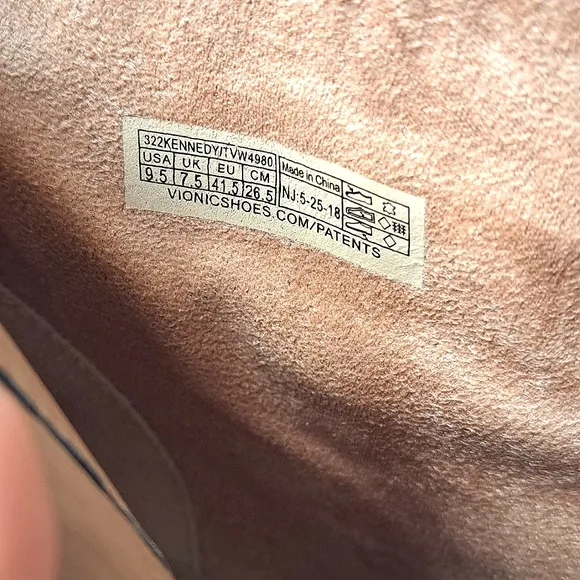 322KENNEDY/TVW4980
USA UK EU CM
9.5 7.5 41.5 26.5
Made in China
NJ:5-25-18
VIONICSHOES.COM/PATENTS